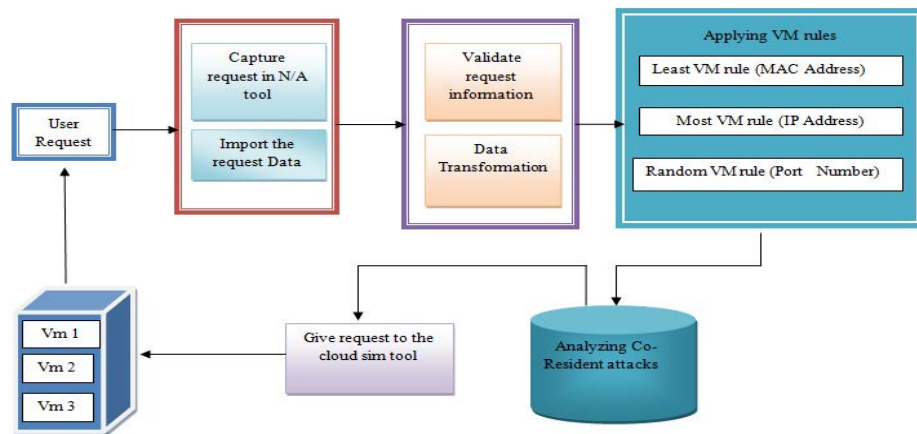 User
Request
Capture
request in N/A
tool
Import the
request Data
Validate
request
information
Data
Transformation
Applying VM rules
Least VM rule (MAC Address)
Most VM rule (IP Address)
Random VM rule (Port Number)
Analyzing Co-
Resident attacks
Give request to the
cloud sim tool
Vm 1
Vm 2
Vm 3